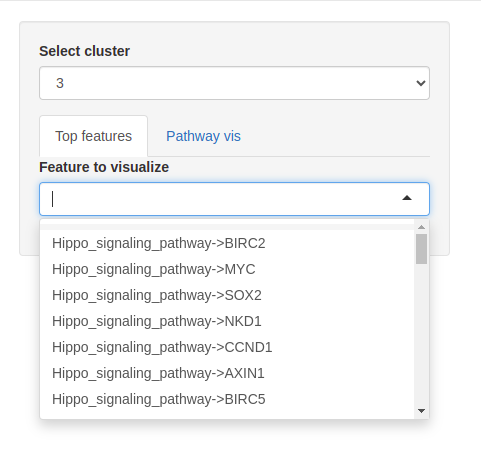 Select cluster
3
Top features
Pathway vis
Feature to visualize
Hippo_signaling_pathway->BIRC2
Hippo_signaling_pathway->MYC
Hippo_signaling_pathway->SOX2
Hippo_signaling_pathway->NKD1
Hippo_signaling_pathway->CCND1
Hippo_signaling_pathway->AXIN1
Hippo_signaling_pathway->BIRC5